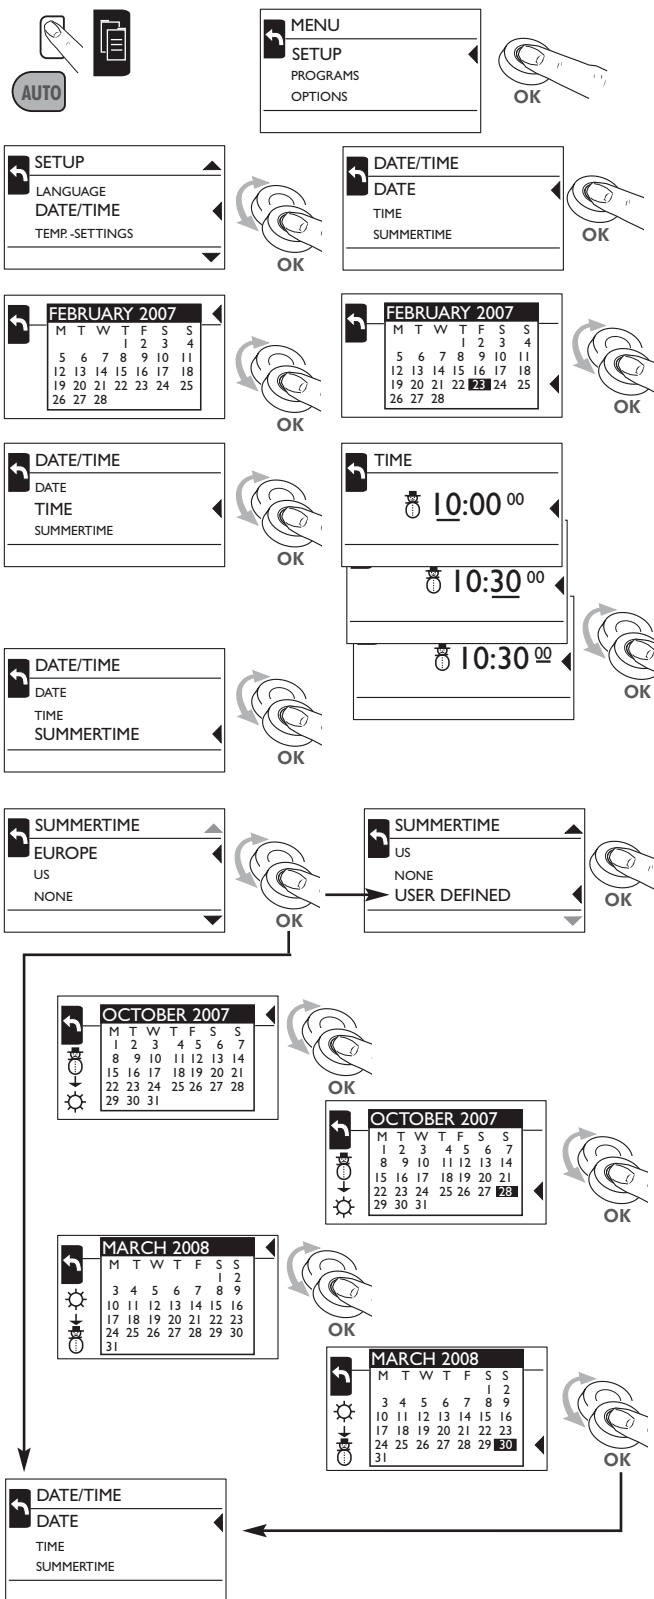 AUTO
MENU
SETUP
PROGRAMS
OPTIONS
OK
SETUP
LANGUAGE
DATE/TIME
TEMP.-SETTINGS
OK
DATE/TIME
DATE
TIME
SUMMERTIME
OK
FEBRUARY 2007
M T W T F S S
1 2 3 4
5 6 7 8 9 10 11
12 13 14 15 16 17 18
19 20 21 22 23 24 25
26 27 28
OK
FEBRUARY 2007
M T W T F S S
1 2 3 4
5 6 7 8 9 10 11
12 13 14 15 16 17 18
19 20 21 22 23 24 25
26 27 28
OK
DATE/TIME
DATE
TIME
SUMMERTIME
OK
TIME
10:00 00
10:30 00
10:30 00
OK
DATE/TIME
DATE
TIME
SUMMERTIME
OK
SUMMERTIME
EUROPE
US
NONE
OK
SUMMERTIME
US
NONE
USER DEFINED
OK
OCTOBER 2007
M T W T F S S
1 2 3 4 5 6 7
8 9 10 11 12 13 14
15 16 17 18 19 20 21
22 23 24 25 26 27 28
29 30 31
OK
OCTOBER 2007
M T W T F S S
1 2 3 4 5 6 7
8 9 10 11 12 13 14
15 16 17 18 19 20 21
22 23 24 25 26 27 28
29 30 31
OK
MARCH 2008
M T W T F S S
1 2
3 4 5 6 7 8 9
10 11 12 13 14 15 16
17 18 19 20 21 22 23
24 25 26 27 28 29 30
31
OK
MARCH 2008
M T W T F S S
1 2
3 4 5 6 7 8 9
10 11 12 13 14 15 16
17 18 19 20 21 22 23
24 25 26 27 28 29 30
31
OK
DATE/TIME
DATE
TIME
SUMMERTIME